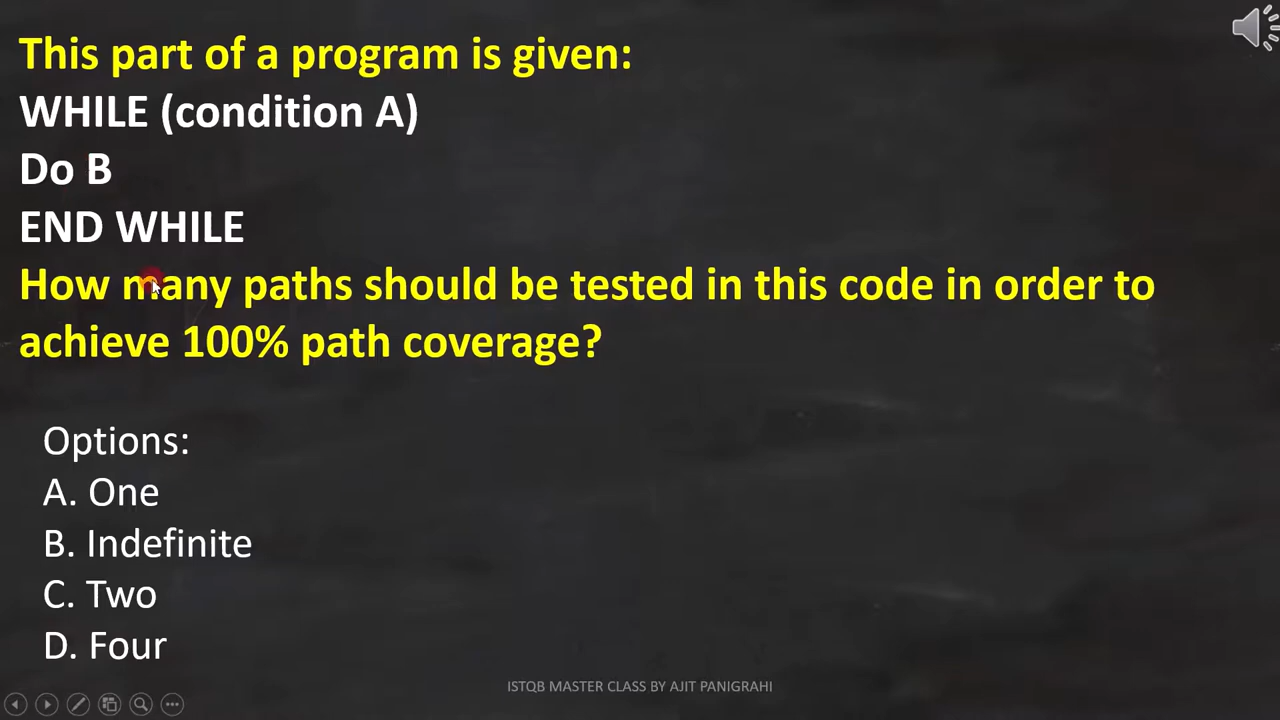 This part of a program is given:
WHILE (condition A)
Do B
END WHILE
How many paths should be tested in this code in order to
achieve 100% path coverage?
Options:
A. One
B. Indefinite
C. Two
D. Four
ISTQB MASTER CLASS BY AJIT PANIGRAHI